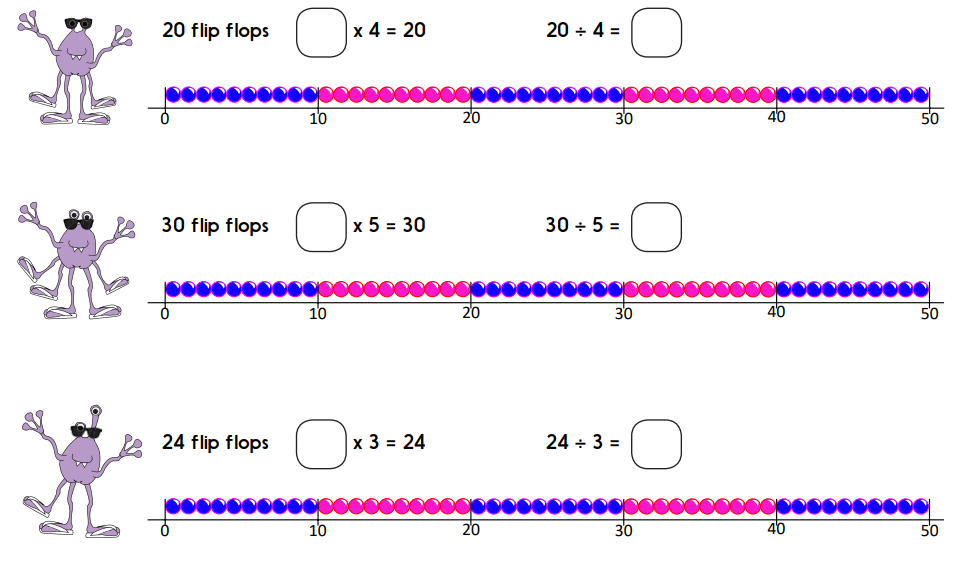 20 flip flops x 4 = 20 20 ÷ 4 =
0 10 20 30 40 50
30 flip flops x 5 = 30 30 ÷ 5 =
0 10 20 30 40 50
24 flip flops x 3 = 24 24 ÷ 3 =
0 10 20 30 40 50